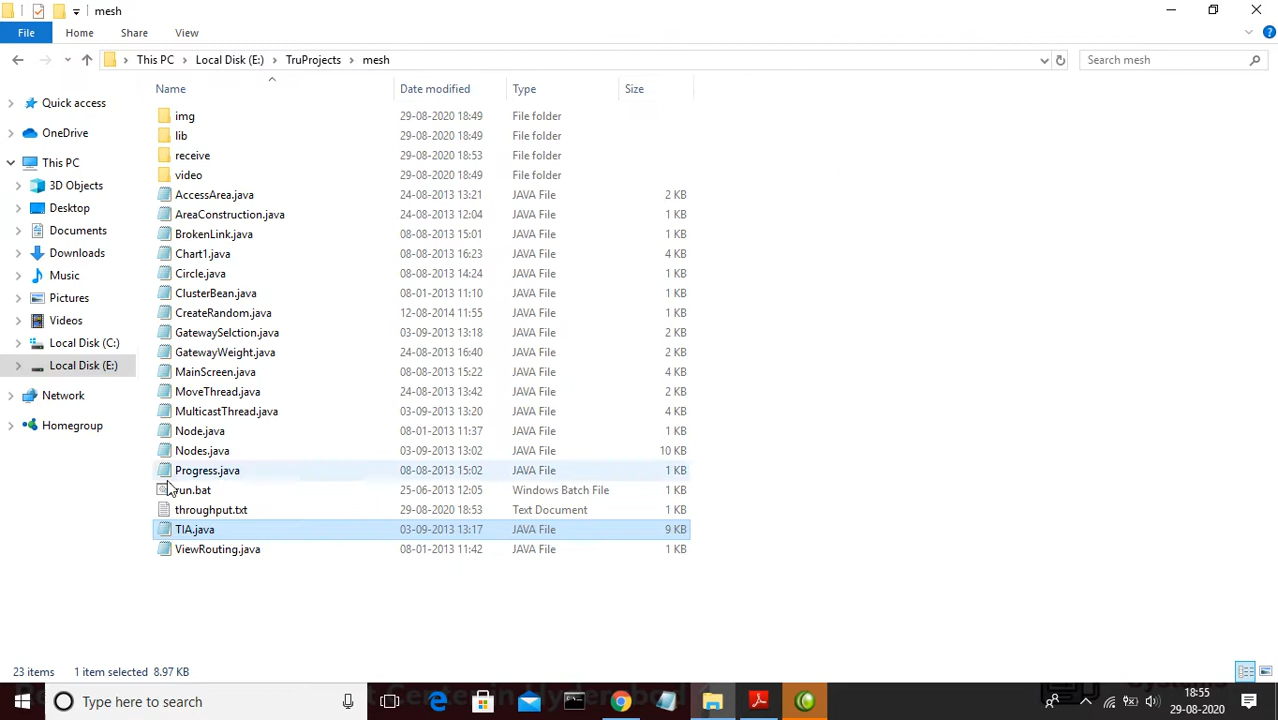 mesh
File Home Share View
This PC Local Disk (E:) TruProjects mesh Search mesh
Name Date modified Type Size
Quick access
OneDrive
This PC
3D Objects
Desktop
Documents
Downloads
Music
Pictures
Videos
Local Disk (C:)
Local Disk (E:)
Network
Homegroup
img 29-08-2020 18:49 File folder
lib 29-08-2020 18:49 File folder
receive 29-08-2020 18:53 File folder
video 29-08-2020 18:49 File folder
AccessArea.java 24-08-2013 13:21 JAVA File 2 KB
AreaConstruction.java 24-08-2013 12:04 JAVA File 1 KB
BrokenLink.java 08-08-2013 15:01 JAVA File 1 KB
Chart1.java 08-08-2013 16:23 JAVA File 4 KB
Circle.java 08-08-2013 14:24 JAVA File 1 KB
ClusterBean.java 08-01-2013 11:10 JAVA File 1 KB
CreateRandom.java 12-08-2014 11:55 JAVA File 1 KB
GatewaySelction.java 03-09-2013 13:18 JAVA File 2 KB
GatewayWeight.java 24-08-2013 16:40 JAVA File 2 KB
MainScreen.java 08-08-2013 15:22 JAVA File 4 KB
MoveThread.java 24-08-2013 13:42 JAVA File 2 KB
MulticastThread.java 03-09-2013 13:20 JAVA File 4 KB
Node.java 08-01-2013 11:37 JAVA File 1 KB
Nodes.java 03-09-2013 13:02 JAVA File 10 KB
Progress.java 08-08-2013 15:02 JAVA File 1 KB
run.bat 25-06-2013 12:05 Windows Batch File 1 KB
throughput.txt 29-08-2020 18:53 Text Document 1 KB
TIA.java 03-09-2013 13:17 JAVA File 9 KB
ViewRouting.java 08-01-2013 11:42 JAVA File 1 KB
23 items 1 item selected 8.97 KB
Type here to search
18:55
29-08-2020